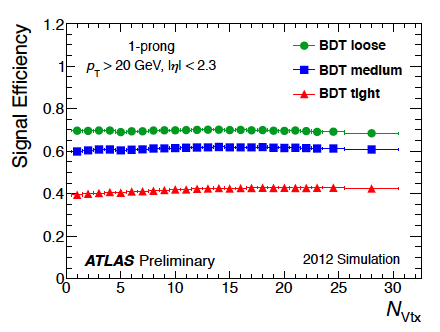 Signal Efficiency
1.2
1
0.8
0.6
0.4
0.2
0
1-prong
p_T > 20 GeV, |η| < 2.3
BDT loose
BDT medium
BDT tight
ATLAS Preliminary
2012 Simulation
0 5 10 15 20 25 30
N_Vtx